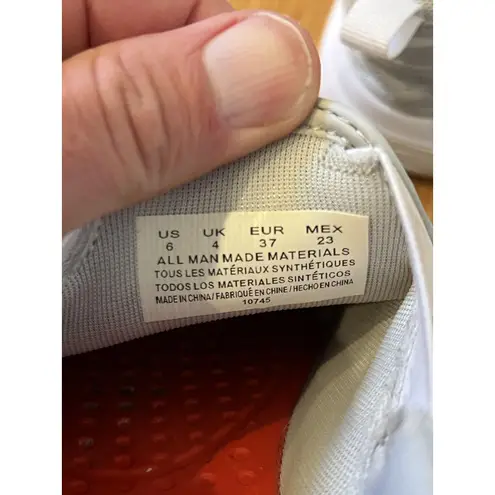 US UK EUR MEX
6 4 37 23
ALL MAN MADE MATERIALS
TOUS LES MATÉRIAUX SYNTHÉTIQUES
TODOS LOS MATERIALES SINTÉTICOS
MADE IN CHINA / FABRIQUÉ EN CHINE / HECHO EN CHINA
10745